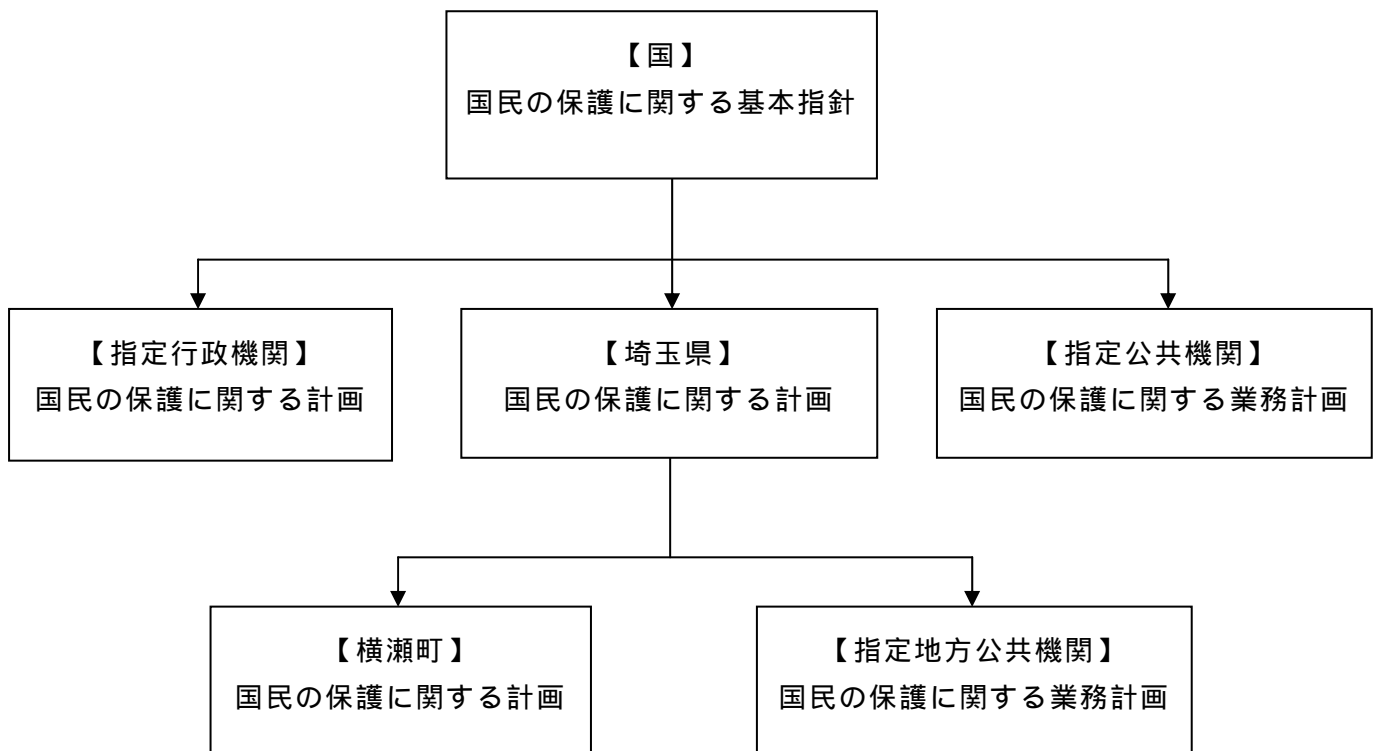 【国】
国民の保護に関する基本指針
【指定行政機関】
国民の保護に関する計画
【埼玉県】
国民の保護に関する計画
【指定公共機関】
国民の保護に関する業務計画
【横瀬町】
国民の保護に関する計画
【指定地方公共機関】
国民の保護に関する業務計画